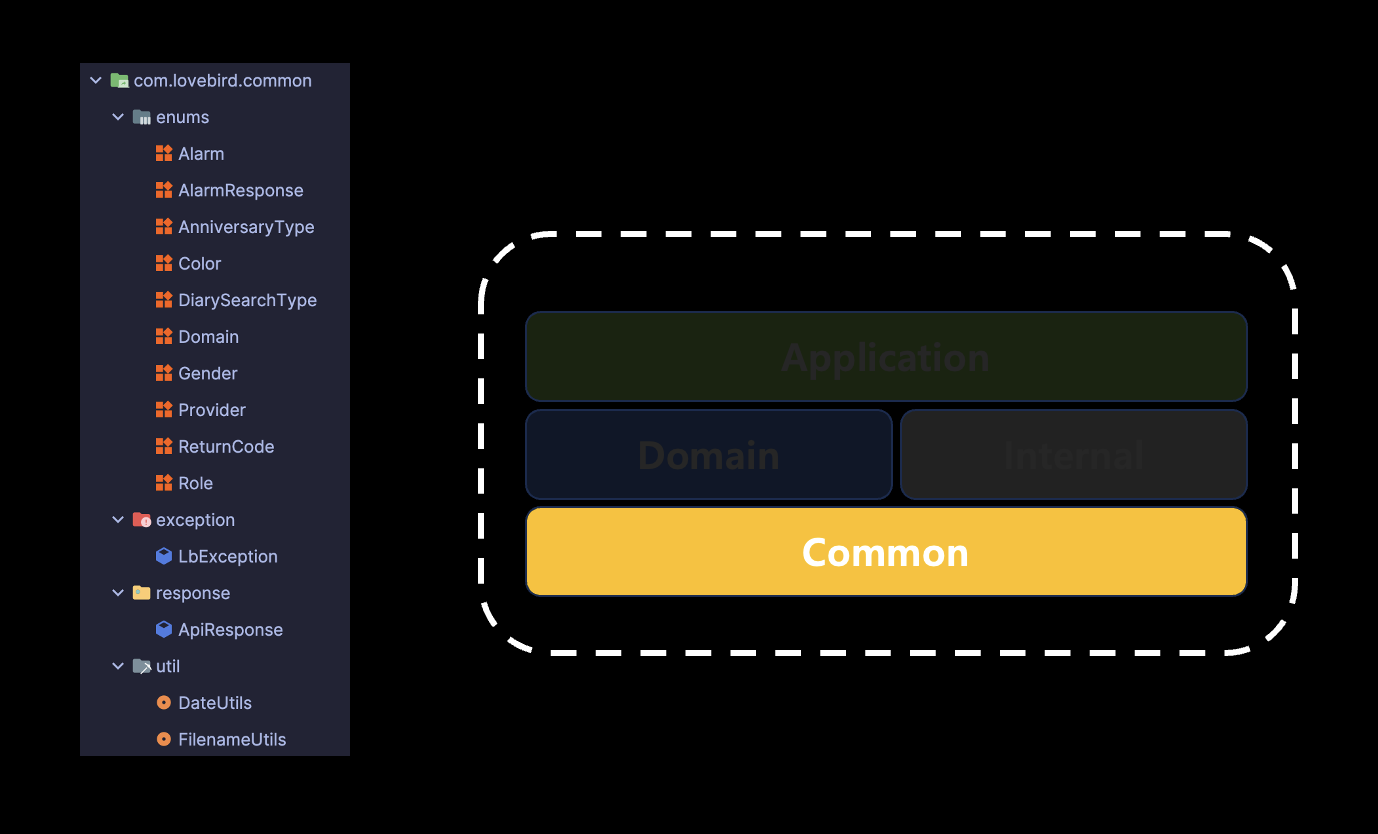 com.lovebird.common
enums
Alarm
AlarmResponse
AnniversaryType
Color
DiarySearchType
Domain
Gender
Provider
ReturnCode
Role
exception
LbException
response
ApiResponse
util
DateUtils
FilenameUtils
Application
Domain
Internal
Common